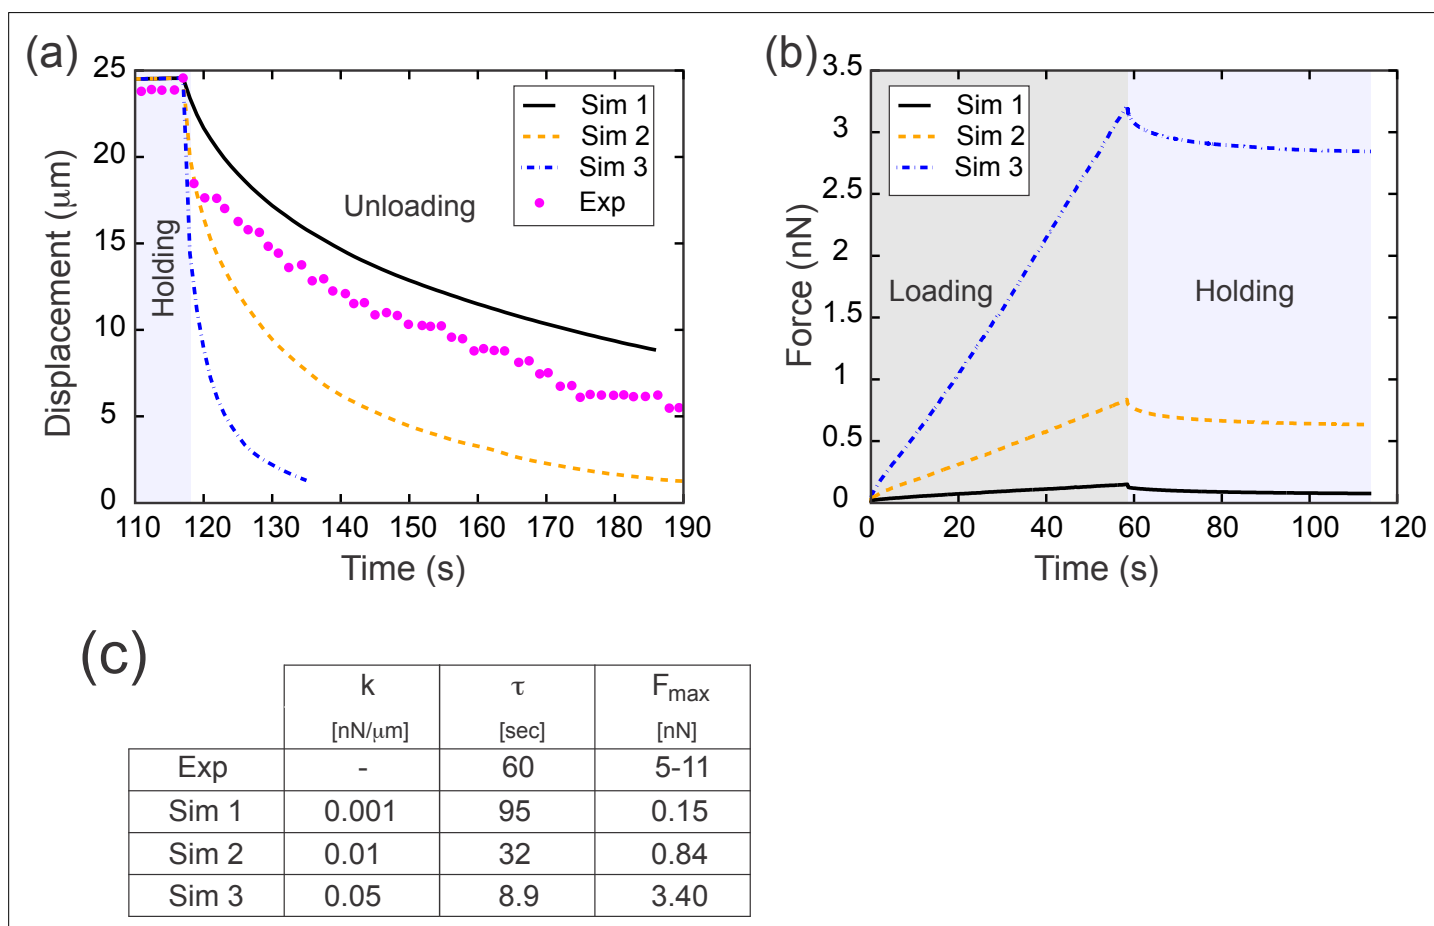 (a)
25
20
15
10
5
0
Displacement (μm)
Holding
Unloading
Sim 1
Sim 2
Sim 3
Exp
110 120 130 140 150 160 170 180 190
Time (s)
(b)
3.5
3
2.5
2
1.5
1
0.5
0
Force (nN)
Sim 1
Sim 2
Sim 3
Loading
Holding
0 20 40 60 80 100 120
Time (s)
(c)
k τ Fmax
[nN/μm] [sec] [nN]
Exp - 60 5-11
Sim 1 0.001 95 0.15
Sim 2 0.01 32 0.84
Sim 3 0.05 8.9 3.40